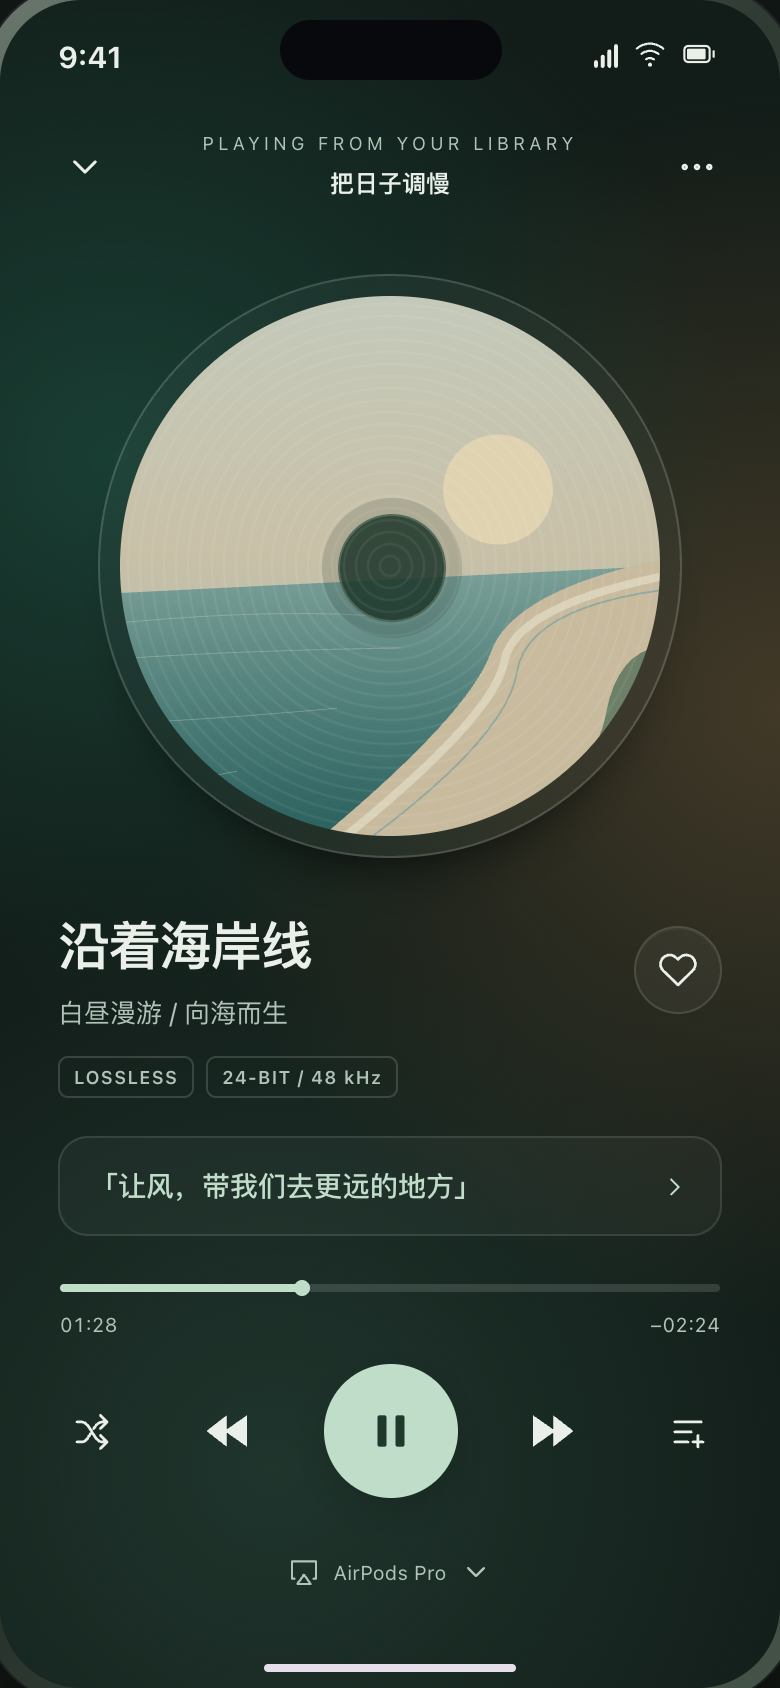 9:41
PLAYING FROM YOUR LIBRARY
把日子调慢
沿着海岸线
白昼漫游 / 向海而生
LOSSLESS
24-BIT / 48 kHz
「让风，带我们去更远的地方」
01:28
−02:24
AirPods Pro